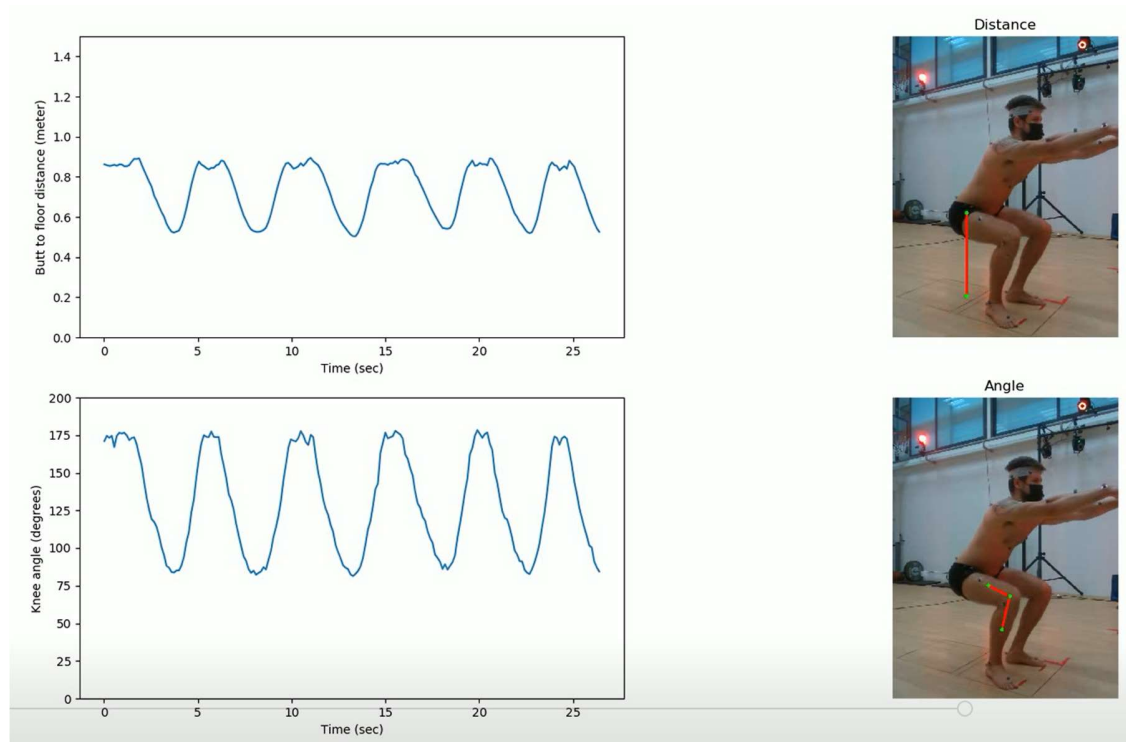 Distance
1.4
1.2
1.0
0.8
0.6
0.4
0.2
0.0
Butt to floor distance (meter)
0 5 10 15 20 25
Time (sec)
Angle
200
175
150
125
100
75
50
25
0
Knee angle (degrees)
0 5 10 15 20 25
Time (sec)